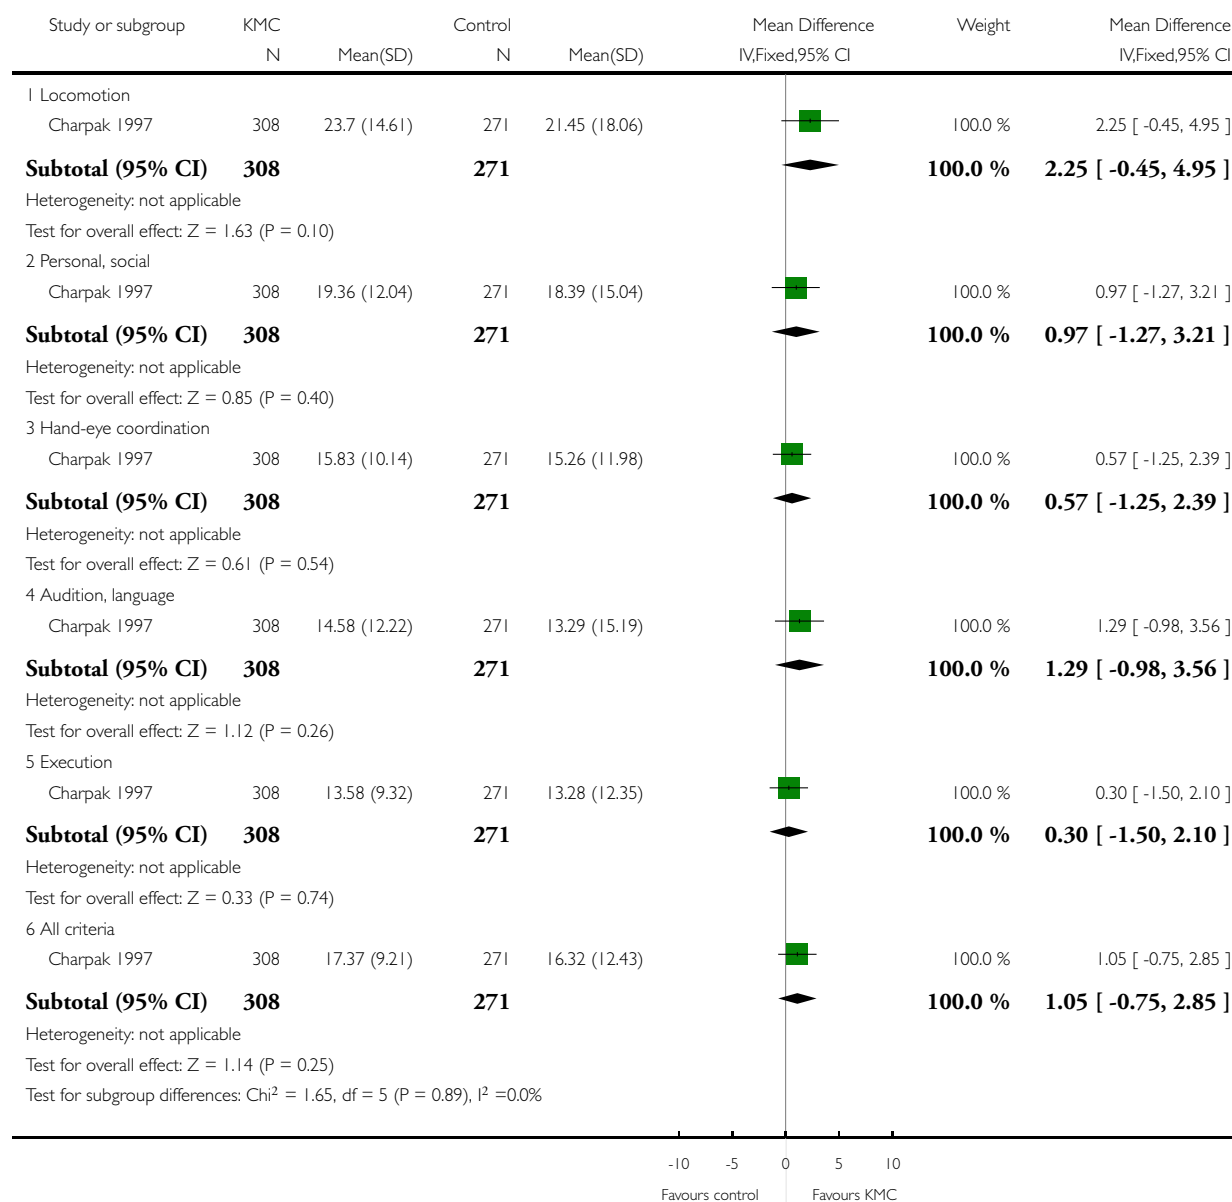 Study or subgroup KMC Control Mean Difference Weight Mean Difference
N Mean(SD) N Mean(SD) IV,Fixed,95% CI IV,Fixed,95% CI
1 Locomotion
Charpak 1997 308 23.7 (14.61) 271 21.45 (18.06) 100.0 % 2.25 [ -0.45, 4.95 ]
Subtotal (95% CI) 308 271 100.0 % 2.25 [ -0.45, 4.95 ]
Heterogeneity: not applicable
Test for overall effect: Z = 1.63 (P = 0.10)
2 Personal, social
Charpak 1997 308 19.36 (12.04) 271 18.39 (15.04) 100.0 % 0.97 [ -1.27, 3.21 ]
Subtotal (95% CI) 308 271 100.0 % 0.97 [ -1.27, 3.21 ]
Heterogeneity: not applicable
Test for overall effect: Z = 0.85 (P = 0.40)
3 Hand-eye coordination
Charpak 1997 308 15.83 (10.14) 271 15.26 (11.98) 100.0 % 0.57 [ -1.25, 2.39 ]
Subtotal (95% CI) 308 271 100.0 % 0.57 [ -1.25, 2.39 ]
Heterogeneity: not applicable
Test for overall effect: Z = 0.61 (P = 0.54)
4 Audition, language
Charpak 1997 308 14.58 (12.22) 271 13.29 (15.19) 100.0 % 1.29 [ -0.98, 3.56 ]
Subtotal (95% CI) 308 271 100.0 % 1.29 [ -0.98, 3.56 ]
Heterogeneity: not applicable
Test for overall effect: Z = 1.12 (P = 0.26)
5 Execution
Charpak 1997 308 13.58 (9.32) 271 13.28 (12.35) 100.0 % 0.30 [ -1.50, 2.10 ]
Subtotal (95% CI) 308 271 100.0 % 0.30 [ -1.50, 2.10 ]
Heterogeneity: not applicable
Test for overall effect: Z = 0.33 (P = 0.74)
6 All criteria
Charpak 1997 308 17.37 (9.21) 271 16.32 (12.43) 100.0 % 1.05 [ -0.75, 2.85 ]
Subtotal (95% CI) 308 271 100.0 % 1.05 [ -0.75, 2.85 ]
Heterogeneity: not applicable
Test for overall effect: Z = 1.14 (P = 0.25)
Test for subgroup differences: Chi² = 1.65, df = 5 (P = 0.89), I² =0.0%
-10 -5 0 5 10
Favours control Favours KMC